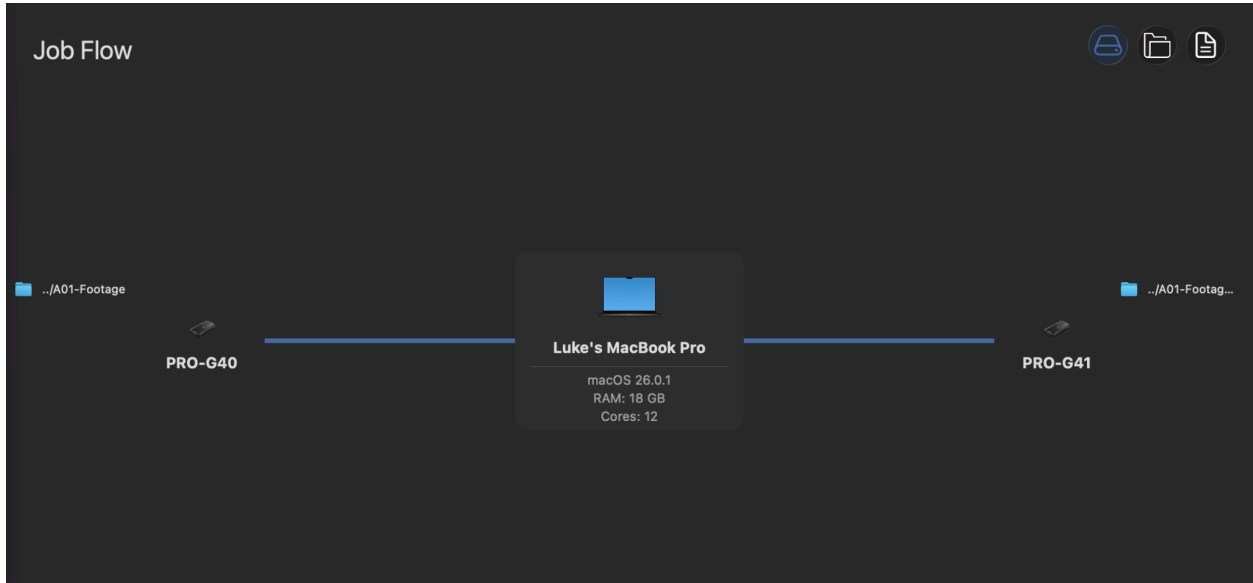 Job Flow
../A01-Footage
../A01-Footag...
PRO-G40
Luke's MacBook Pro
PRO-G41
macOS 26.0.1
RAM: 18 GB
Cores: 12